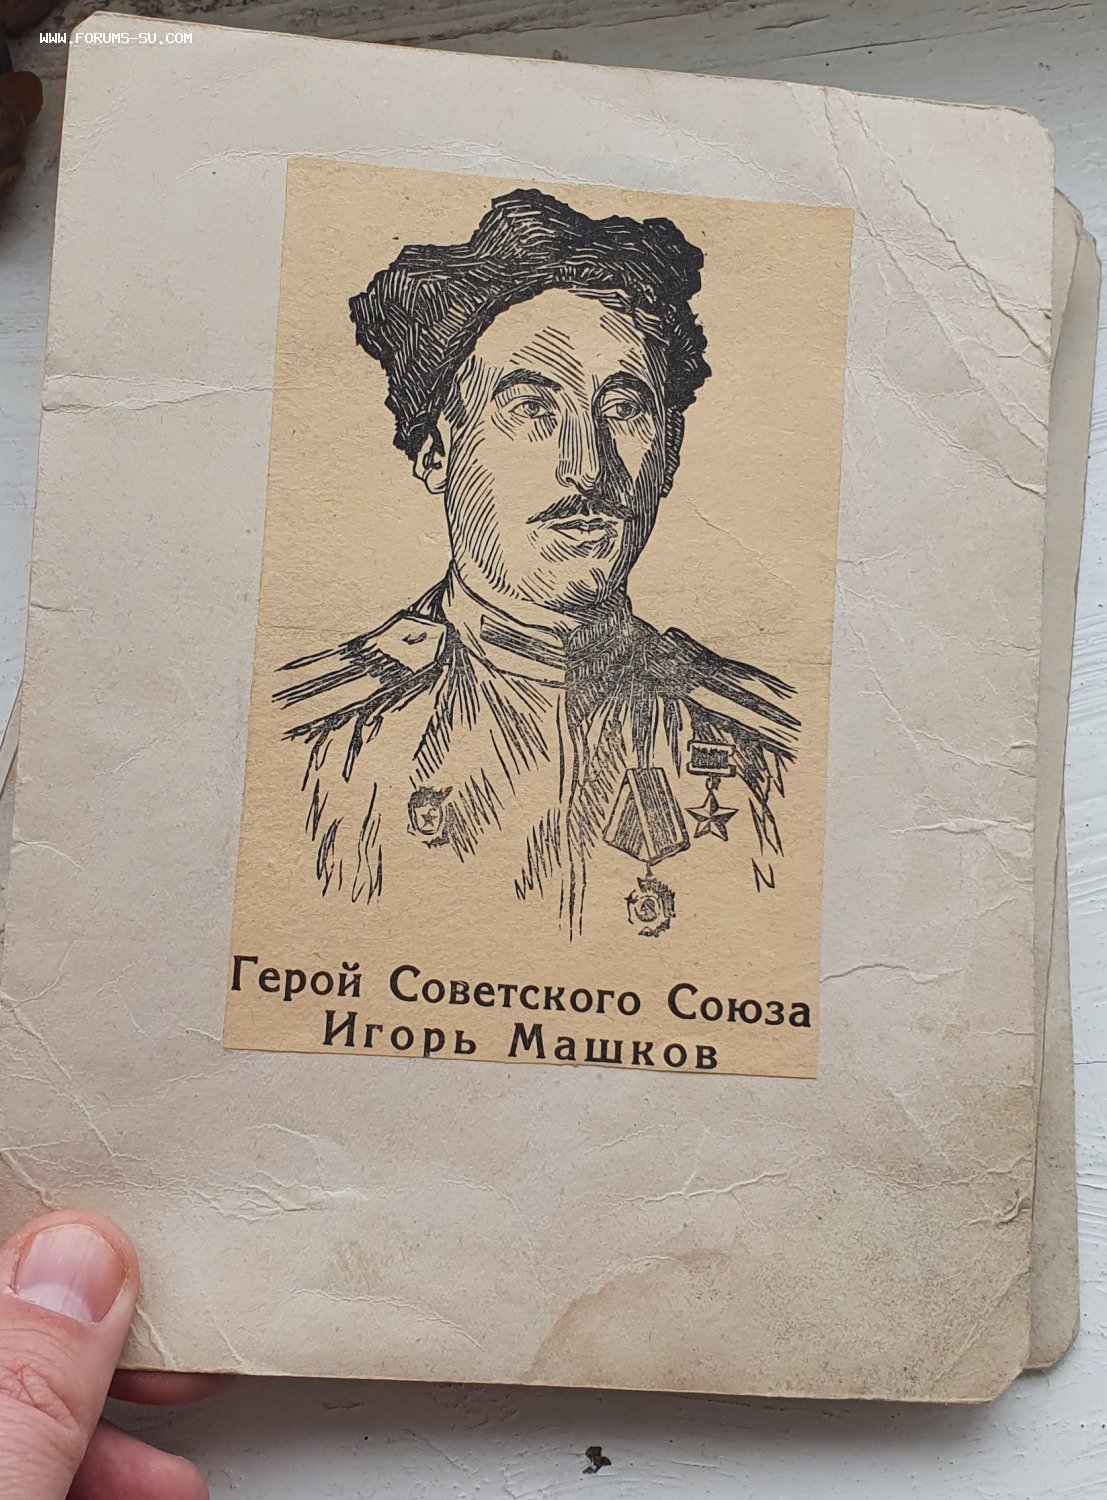 WWW.FORUMS-SU.COM
Герой Советского Союза
Игорь Машков